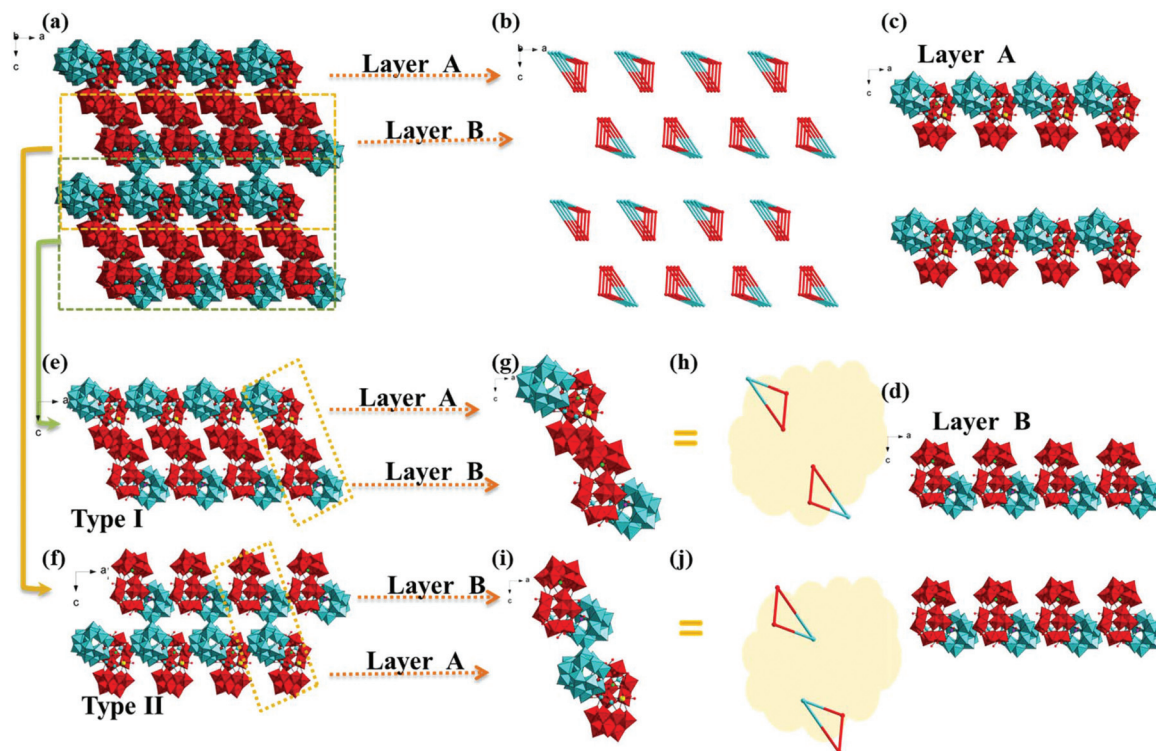 (a)
b
a
c
Layer A
Layer B
(b)
b
a
c
(c)
Layer A
a
c
(e)
a
c
Type I
Layer A
Layer B
(g)
a
c
(h)
=
(d)
Layer B
a
c
(f)
a
c
Type II
Layer B
Layer A
(i)
a
c
(j)
=